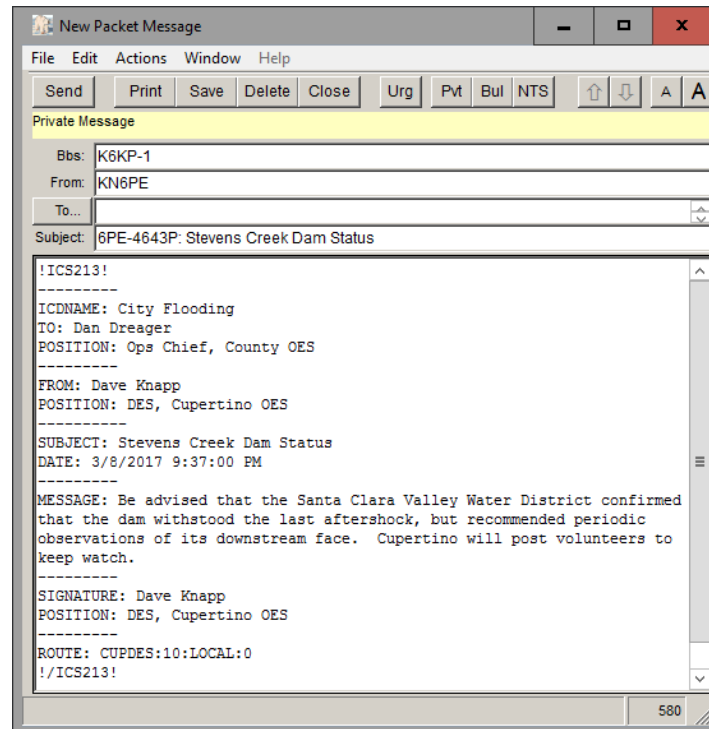 New Packet Message
File Edit Actions Window Help
Send Print Save Delete Close Urg Pvt Bul NTS A A
Private Message
Bbs: K6KP-1
From: KN6PE
To...
Subject: 6PE-4643P: Stevens Creek Dam Status
!ICS213!
---------
ICDNAME: City Flooding
TO: Dan Dreager
POSITION: Ops Chief, County OES
---------
FROM: Dave Knapp
POSITION: DES, Cupertino OES
----------
SUBJECT: Stevens Creek Dam Status
DATE: 3/8/2017 9:37:00 PM
---------
MESSAGE: Be advised that the Santa Clara Valley Water District confirmed
that the dam withstood the last aftershock, but recommended periodic
observations of its downstream face.  Cupertino will post volunteers to
keep watch.
---------
SIGNATURE: Dave Knapp
POSITION: DES, Cupertino OES
---------
ROUTE: CUPDES:10:LOCAL:0
!/ICS213!
580